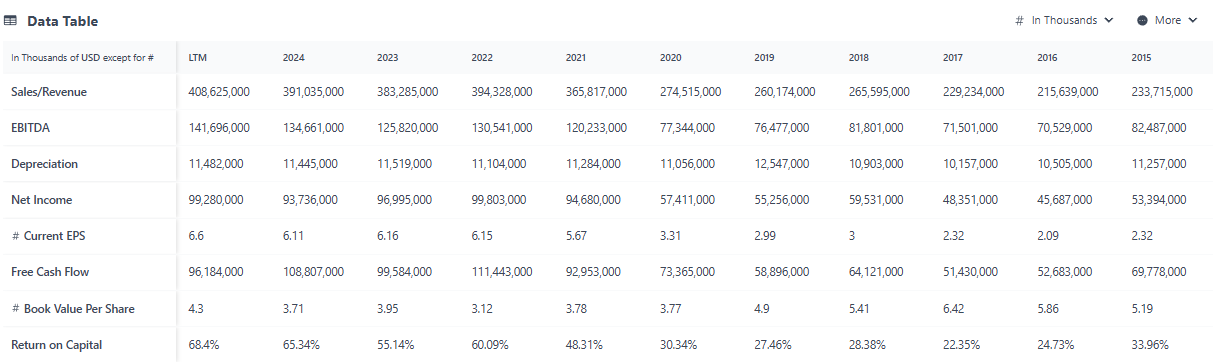 Data Table # In Thousands More
In Thousands of USD except for # LTM 2024 2023 2022 2021 2020 2019 2018 2017 2016 2015
Sales/Revenue 408,625,000 391,035,000 383,285,000 394,328,000 365,817,000 274,515,000 260,174,000 265,595,000 229,234,000 215,639,000 233,715,000
EBITDA 141,696,000 134,661,000 125,820,000 130,541,000 120,233,000 77,344,000 76,477,000 81,801,000 71,501,000 70,529,000 82,487,000
Depreciation 11,482,000 11,445,000 11,519,000 11,104,000 11,284,000 11,056,000 12,547,000 10,903,000 10,157,000 10,505,000 11,257,000
Net Income 99,280,000 93,736,000 96,995,000 99,803,000 94,680,000 57,411,000 55,256,000 59,531,000 48,351,000 45,687,000 53,394,000
# Current EPS 6.6 6.11 6.16 6.15 5.67 3.31 2.99 3 2.32 2.09 2.32
Free Cash Flow 96,184,000 108,807,000 99,584,000 111,443,000 92,953,000 73,365,000 58,896,000 64,121,000 51,430,000 52,683,000 69,778,000
# Book Value Per Share 4.3 3.71 3.95 3.12 3.78 3.77 4.9 5.41 6.42 5.86 5.19
Return on Capital 68.4% 65.34% 55.14% 60.09% 48.31% 30.34% 27.46% 28.38% 22.35% 24.73% 33.96%